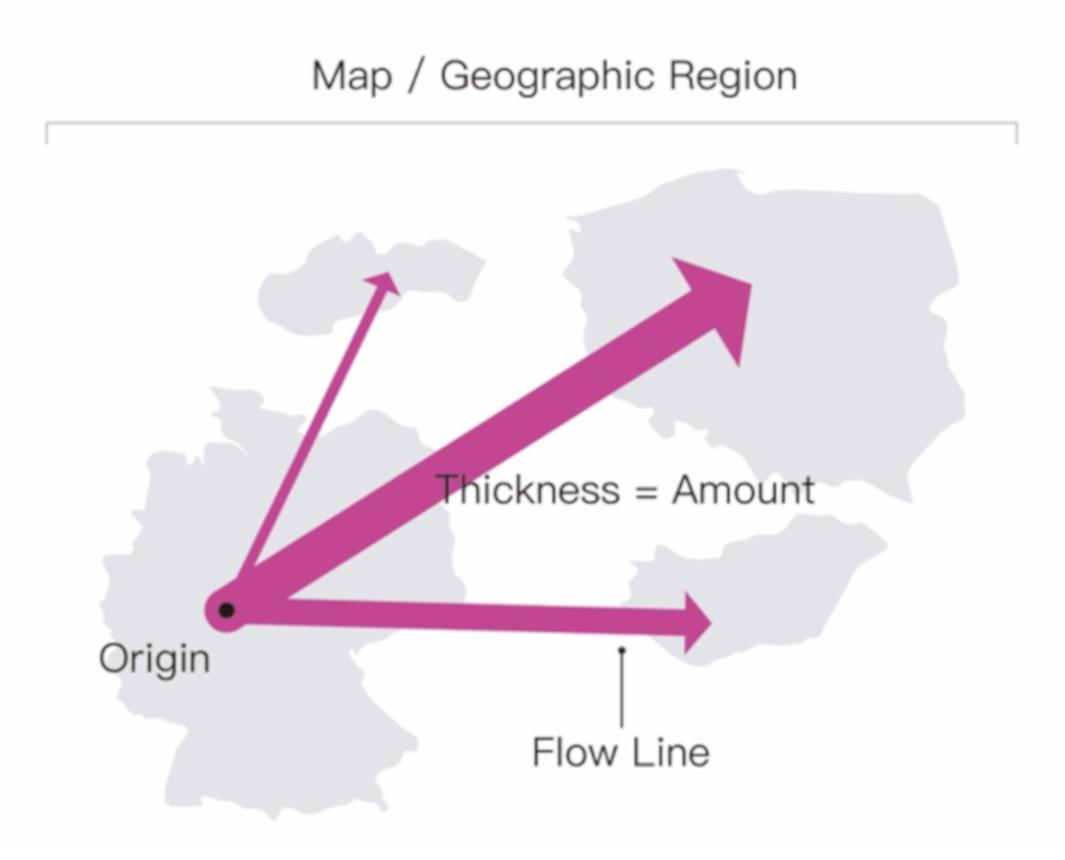 Map / Geographic Region
Thickness = Amount
Origin
Flow Line